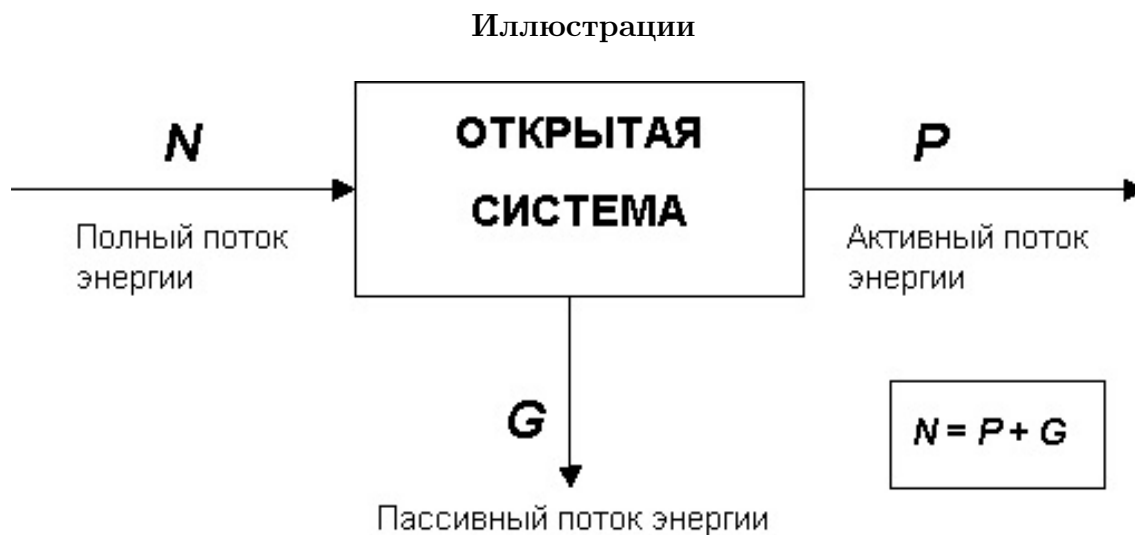 Иллюстрации
N
ОТКРЫТАЯ
СИСТЕМА
P
Полный поток
энергии
Активный поток
энергии
G
N = P + G
Пассивный поток энергии